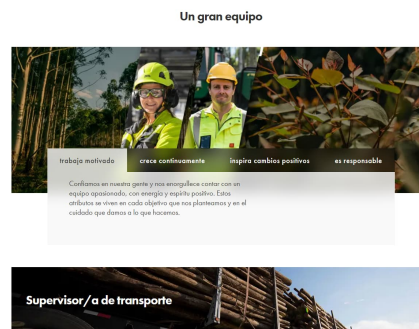 Un gran equipo
trabaja motivado
crece continuamente
inspira cambios positivos
es responsable
Confiamos en nuestra gente y nos enorgullece contar con un
equipo apasionado, con energía y espíritu positivo. Estos
atributos se viven en cada objetivo que nos planteamos y en el
cuidado que damos a lo que hacemos.
Supervisor/a de transporte